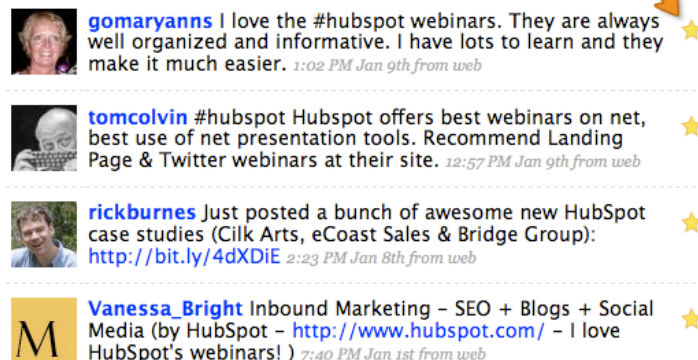 gomaryanns I love the #hubspot webinars. They are always
well organized and informative. I have lots to learn and they
make it much easier. 1:02 PM Jan 9th from web
tomcolvin #hubspot Hubspot offers best webinars on net,
best use of net presentation tools. Recommend Landing
Page & Twitter webinars at their site. 12:57 PM Jan 9th from web
rickburnes Just posted a bunch of awesome new HubSpot
case studies (Cilk Arts, eCoast Sales & Bridge Group):
http://bit.ly/4dXDiE 2:23 PM Jan 8th from web
M
Vanessa_Bright Inbound Marketing – SEO + Blogs + Social
Media (by HubSpot – http://www.hubspot.com/ – I love
HubSpot's webinars! ) 7:40 PM Jan 1st from web